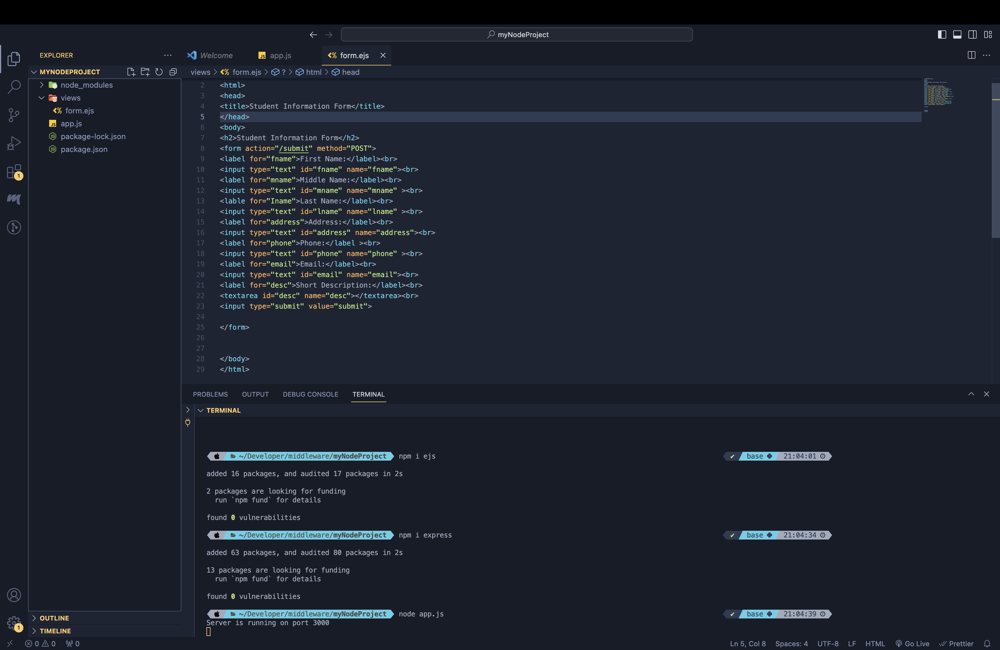 myNodeProject
EXPLORER
Welcome
app.js
form.ejs
MYNODEPROJECT
views > form.ejs > ? > html > head
node_modules
views
form.ejs
app.js
package-lock.json
package.json
1
2 <html>
3 <head>
4 <title>Student Information Form</title>
5 </head>
6 <body>
7 <h2>Student Information Form</h2>
8 <form action="/submit" method="POST">
9 <label for="fname">First Name:</label><br>
10 <input type="text" id="fname" name="fname"><br>
11 <label for="mname">Middle Name:</label><br>
12 <input type="text" id="mname" name="mname" ><br>
13 <lable for="Iname">Last Name:</label><br>
14 <input type="text" id="lname" name="lname" ><br>
15 <label for="address">Address:</label><br>
16 <input type="text" id="address" name="address"><br>
17 <label for="phone">Phone:</label ><br>
18 <input type="text" id="phone" name="phone" ><br>
19 <label for="email">Email:</label><br>
20 <input type="text" id="email" name="email"><br>
21 <label for="desc">Short Description:</label><br>
22 <textarea id="desc" name="desc"></textarea><br>
23 <input type="submit" value="submit">
24
25 </form>
26
27
28 </body>
29 </html>
PROBLEMS OUTPUT DEBUG CONSOLE TERMINAL
TERMINAL
~/Developer/middleware/myNodeProject npm i ejs ✔ base 21:04:01
added 16 packages, and audited 17 packages in 2s
2 packages are looking for funding
run `npm fund` for details
found 0 vulnerabilities
~/Developer/middleware/myNodeProject npm i express ✔ base 21:04:34
added 63 packages, and audited 80 packages in 2s
13 packages are looking for funding
run `npm fund` for details
found 0 vulnerabilities
~/Developer/middleware/myNodeProject node app.js ✔ base 21:04:39
Server is running on port 3000
OUTLINE
1
TIMELINE
0 0 0
Ln 5, Col 8 Spaces: 4 UTF-8 LF HTML Go Live Prettier